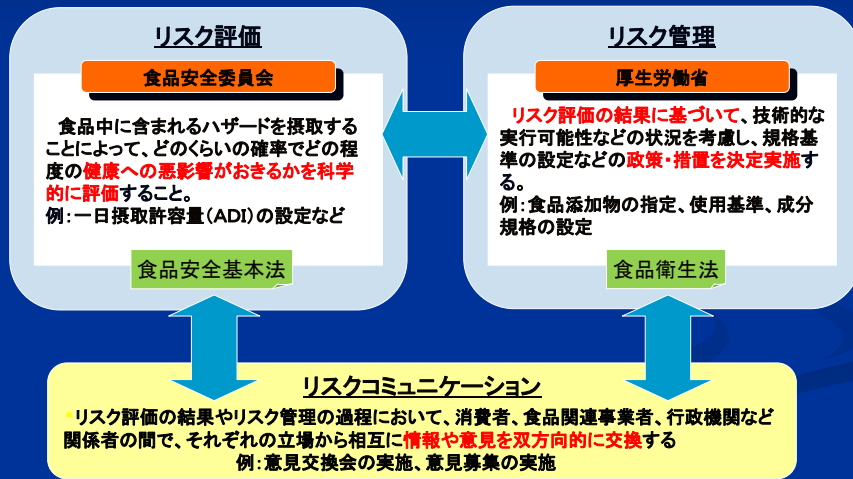 リスク評価
食品安全委員会
食品中に含まれるハザードを摂取する
ことによって、どのくらいの確率でどの程
度の健康への悪影響がおきるかを科学
的に評価すること。
例：一日摂取許容量（ADI）の設定など
食品安全基本法
リスク管理
厚生労働省
リスク評価の結果に基づいて、技術的な
実行可能性などの状況を考慮し、規格基
準の設定などの政策・措置を決定実施す
る。
例：食品添加物の指定、使用基準、成分
規格の設定
食品衛生法
リスクコミュニケーション
・リスク評価の結果やリスク管理の過程において、消費者、食品関連事業者、行政機関など
関係者の間で、それぞれの立場から相互に情報や意見を双方向的に交換する
例：意見交換会の実施、意見募集の実施